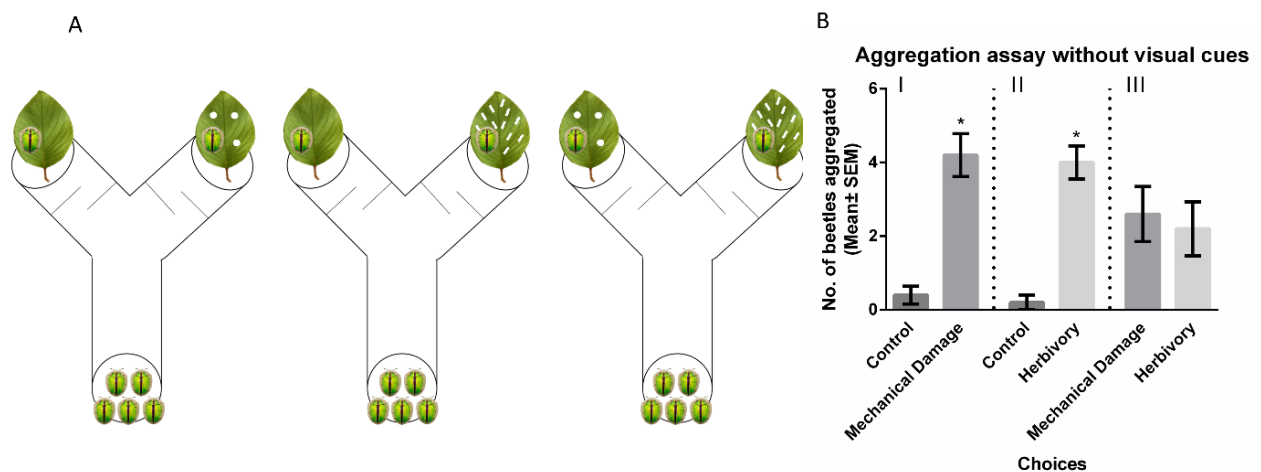 A
B
Aggregation assay without visual cues
No. of beetles aggregated
(Mean± SEM)
6
4
2
0
I
II
III
*
*
Control
Mechanical Damage
Control
Herbivory
Mechanical Damage
Herbivory
Choices